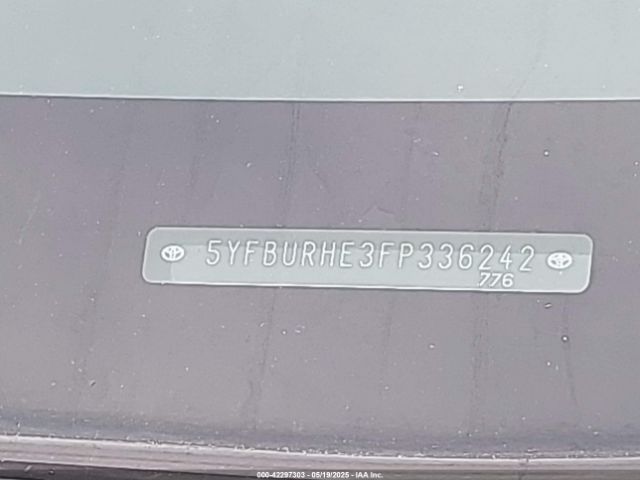 5YFBURHE3FP336242
776
000-42297303 - 05/19/2025 - IAA Inc.